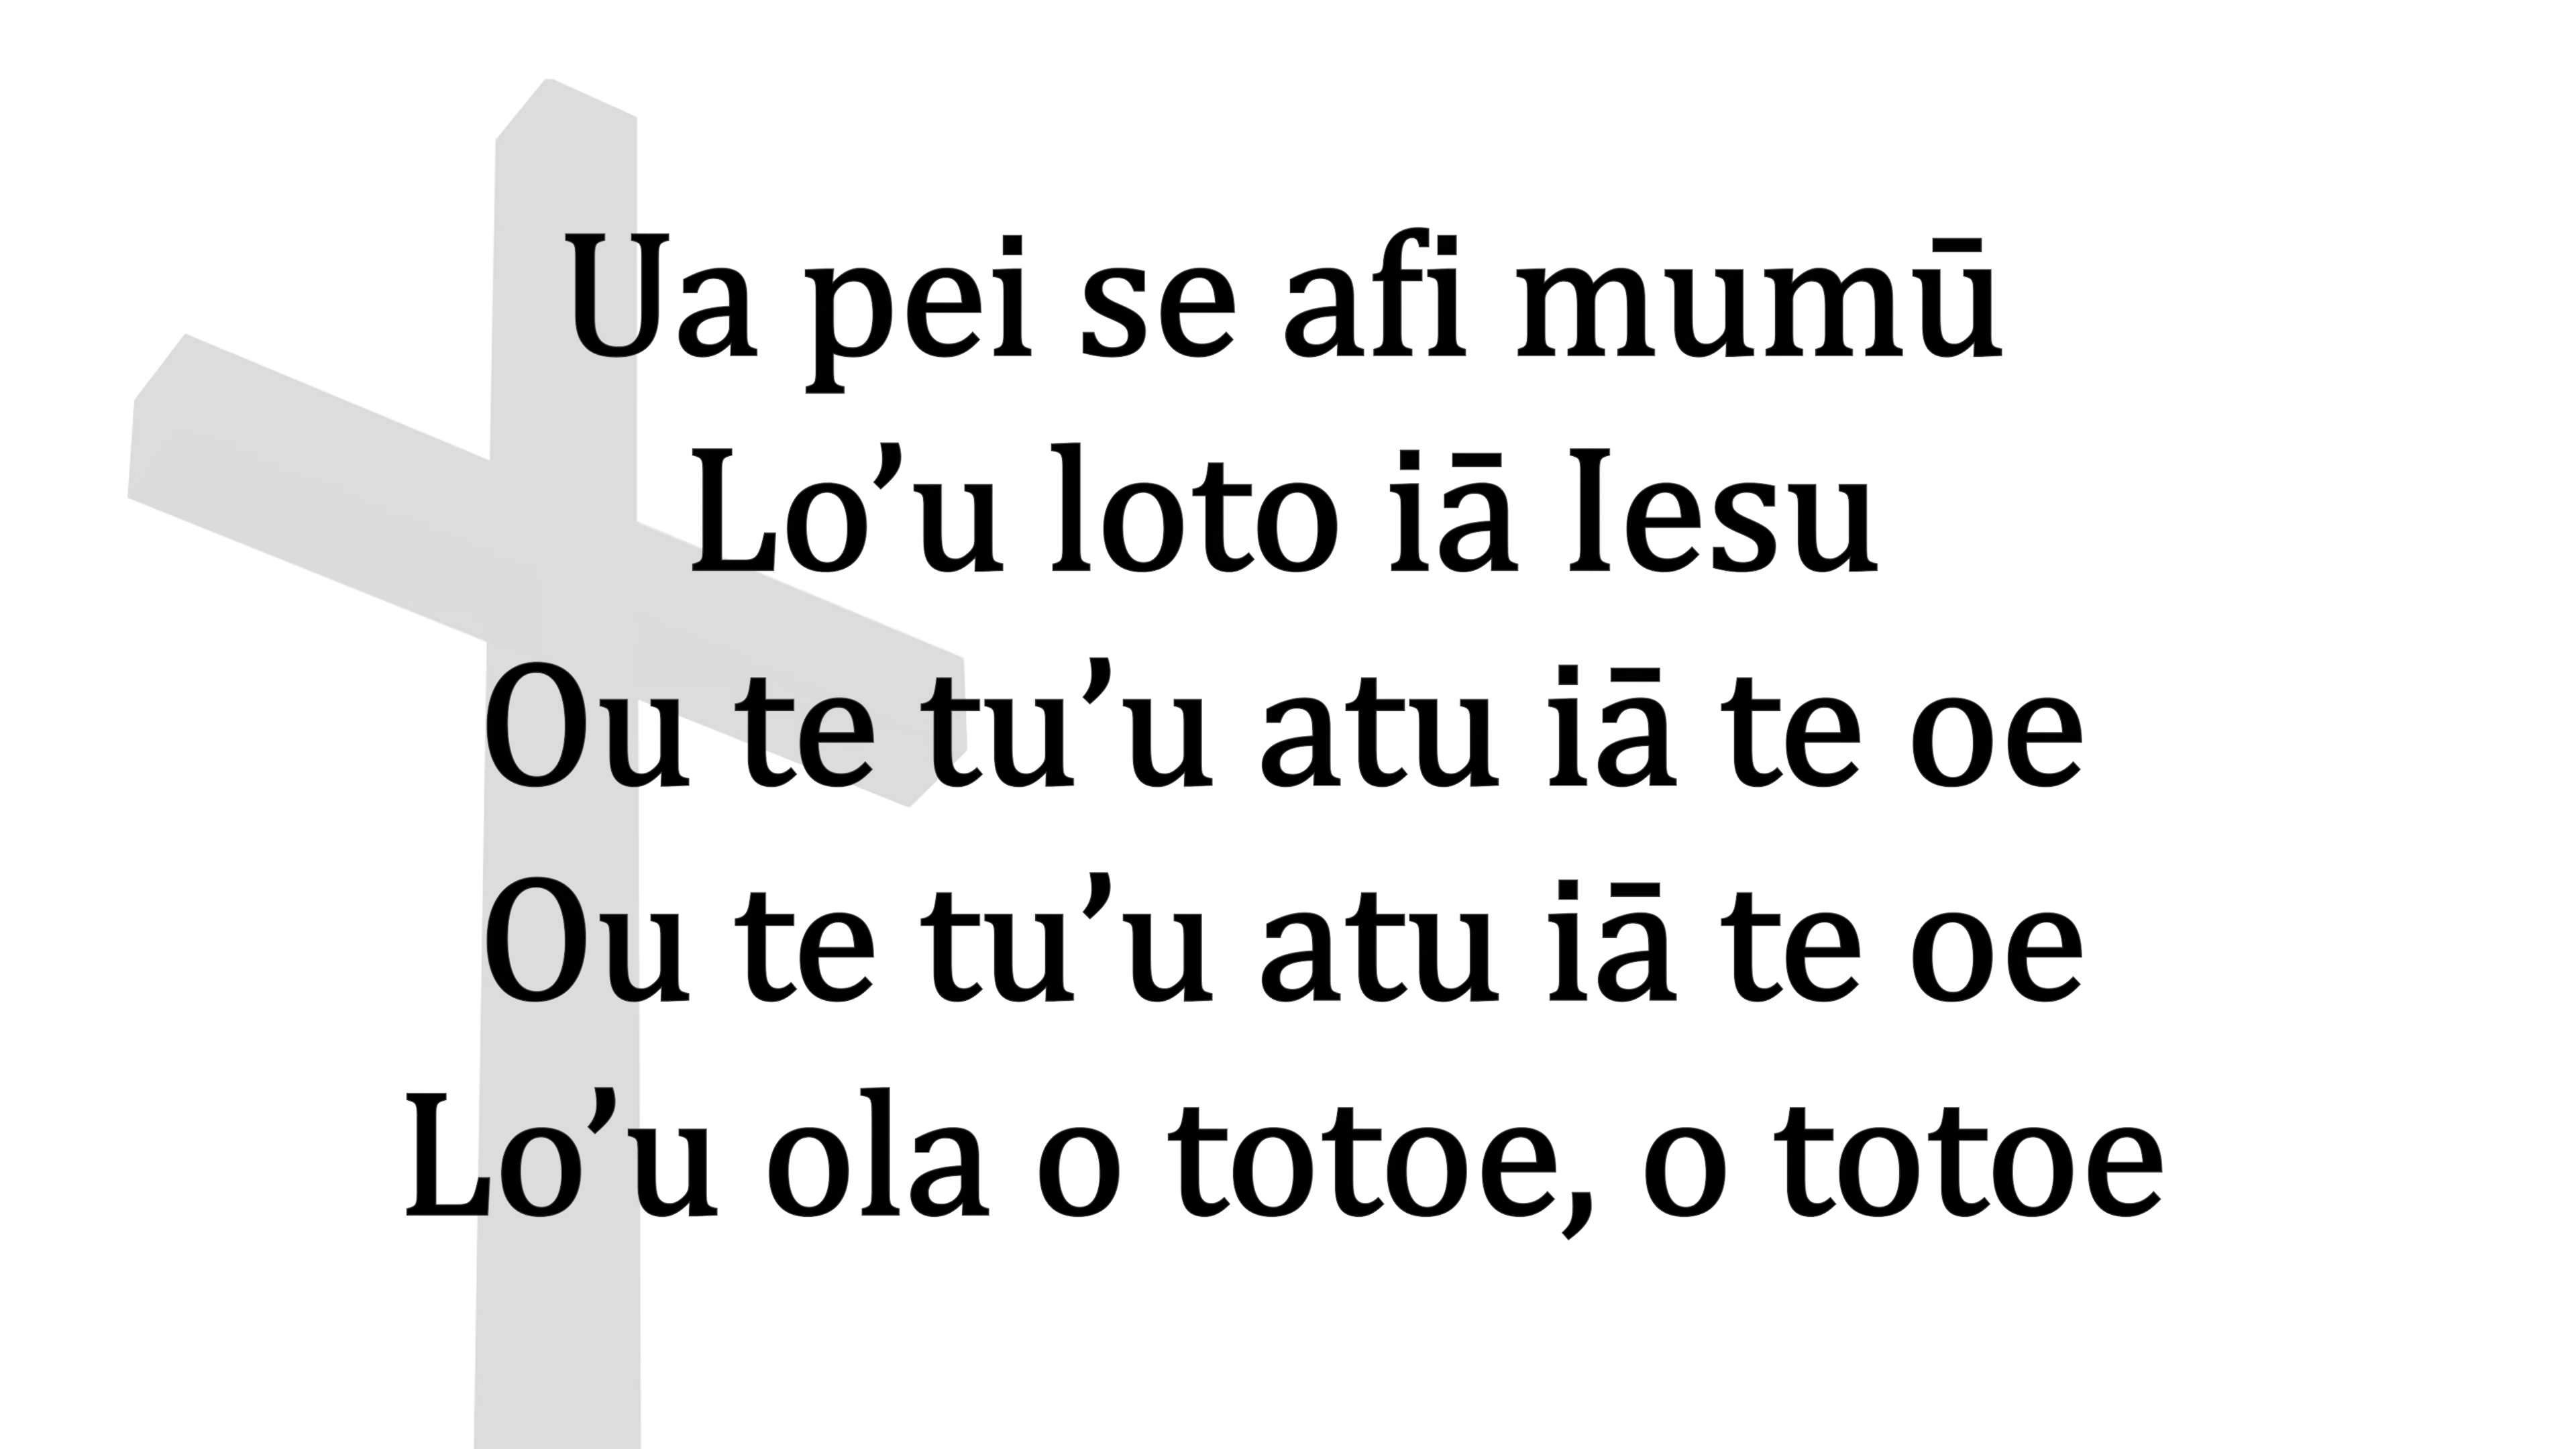 Ua pei se afi mumū
Lo’u loto iā Iesu
Ou te tu’u atu iā te oe
Ou te tu’u atu iā te oe
Lo’u ola o totoe, o totoe